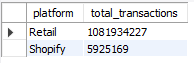 platform total_transactions
Retail 1081934227
Shopify 5925169